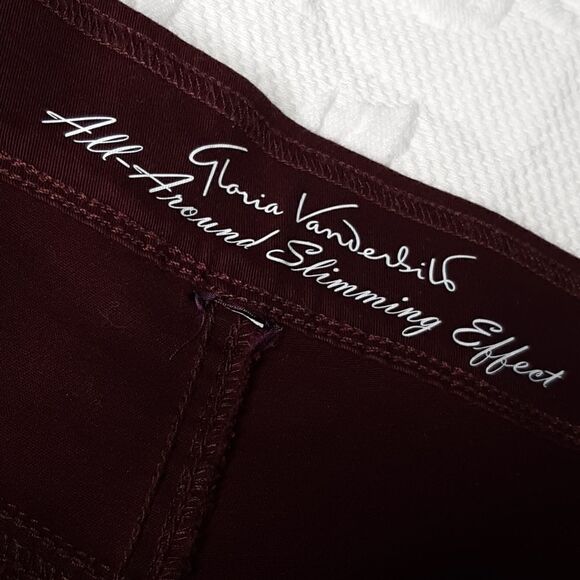 Gloria Vanderbilt
All-Around Slimming Effect